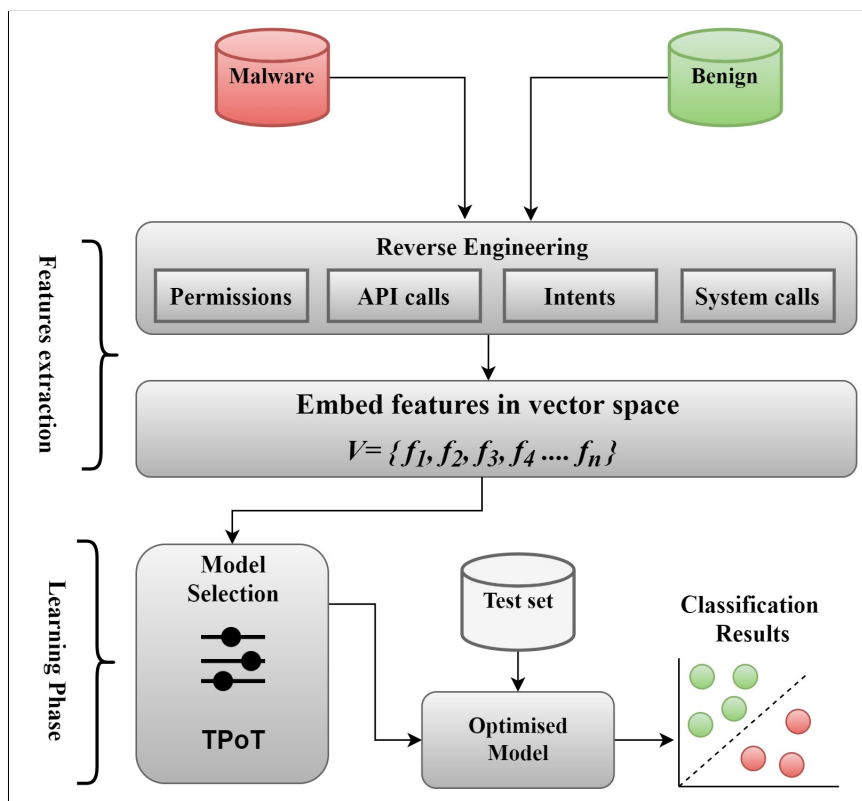 Malware
Benign
Features extraction
Reverse Engineering
Permissions
API calls
Intents
System calls
Embed features in vector space
V= { f1, f2, f3, f4 .... fn }
Learning Phase
Model
Selection
TPoT
Test set
Optimised
Model
Classification
Results